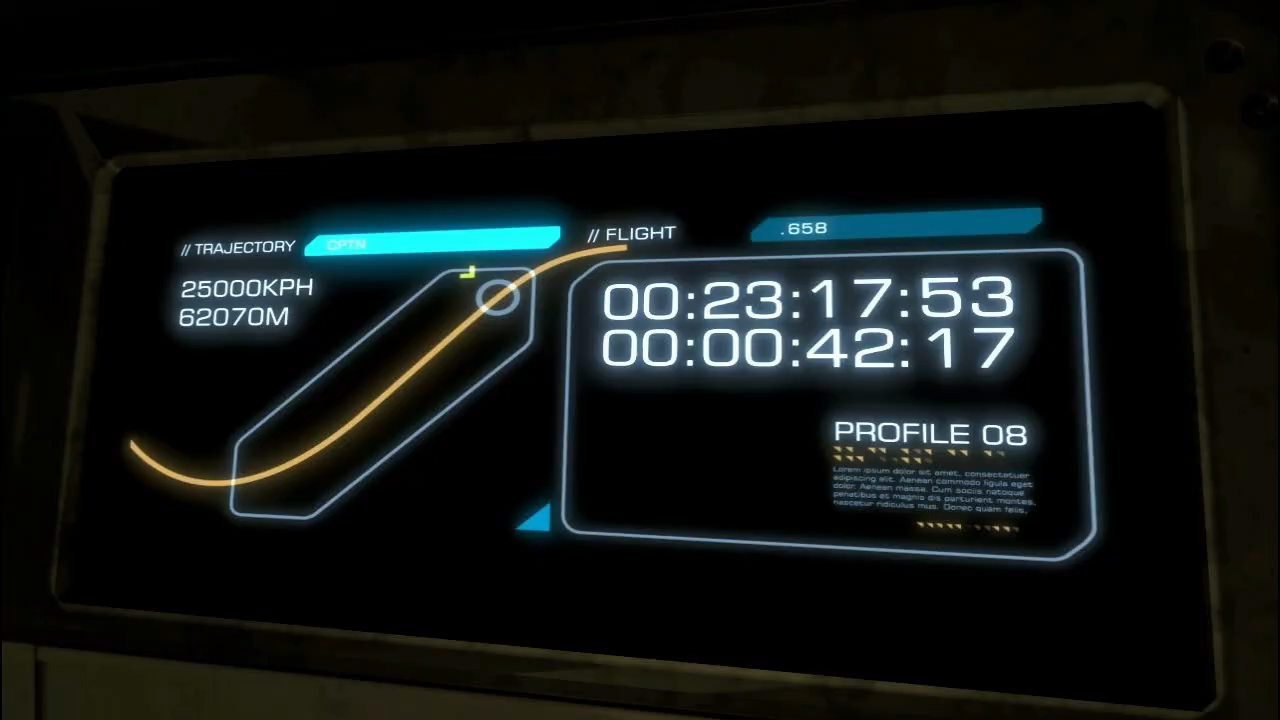 // TRAJECTORY
CPTN
25000KPH
62070M
// FLIGHT
.658
00:23:17:53
00:00:42:17
PROFILE 08
Lorem ipsum dolor sit amet, consectetuer
adipiscing elit. Aenean commodo ligula eget
dolor. Aenean massa. Cum sociis natoque
penatibus et magnis dis parturient montes,
nascetur ridiculus mus. Donec quam felis,